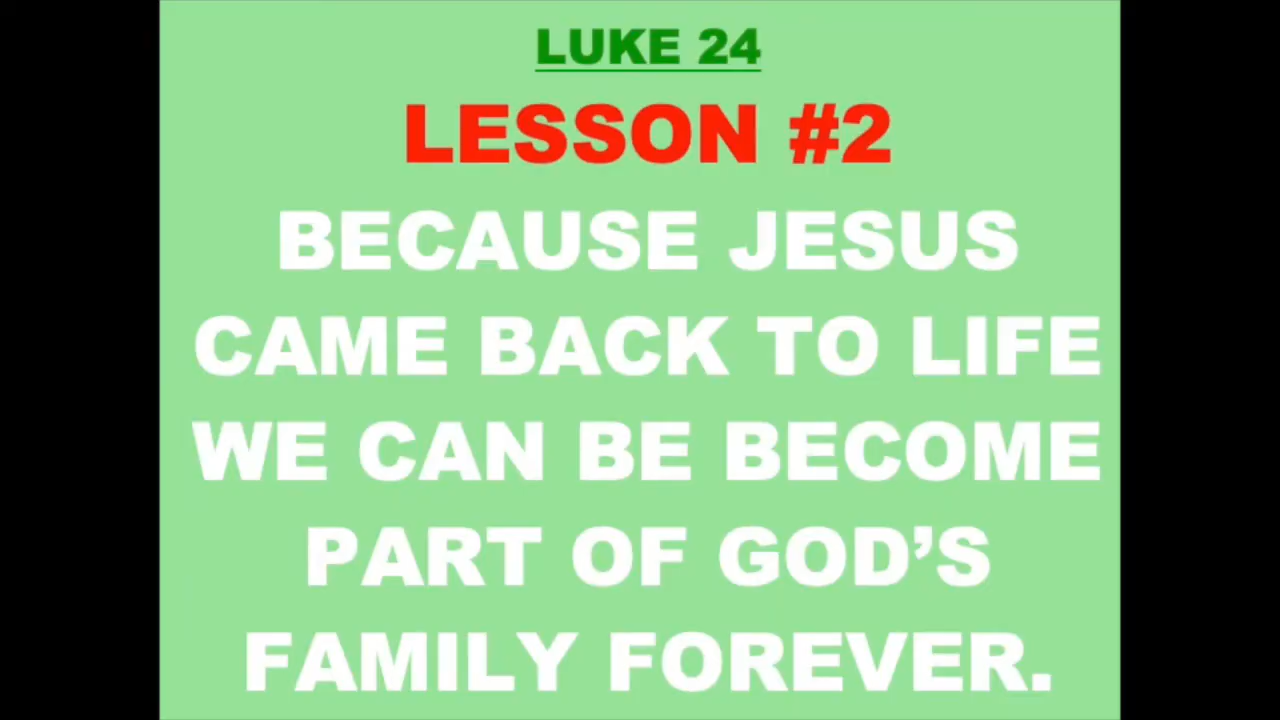 LUKE 24
LESSON #2
BECAUSE JESUS
CAME BACK TO LIFE
WE CAN BE BECOME
PART OF GOD’S
FAMILY FOREVER.